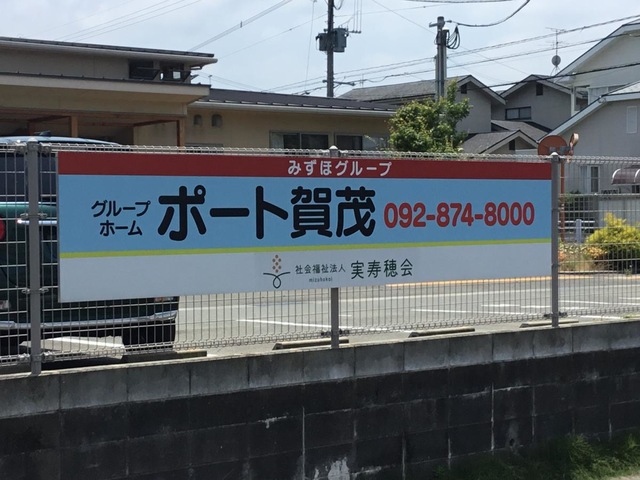 みずほグループ
グループ
ホーム
ポート賀茂 092-874-8000
社会福祉法人 実寿穂会
mizuhokai